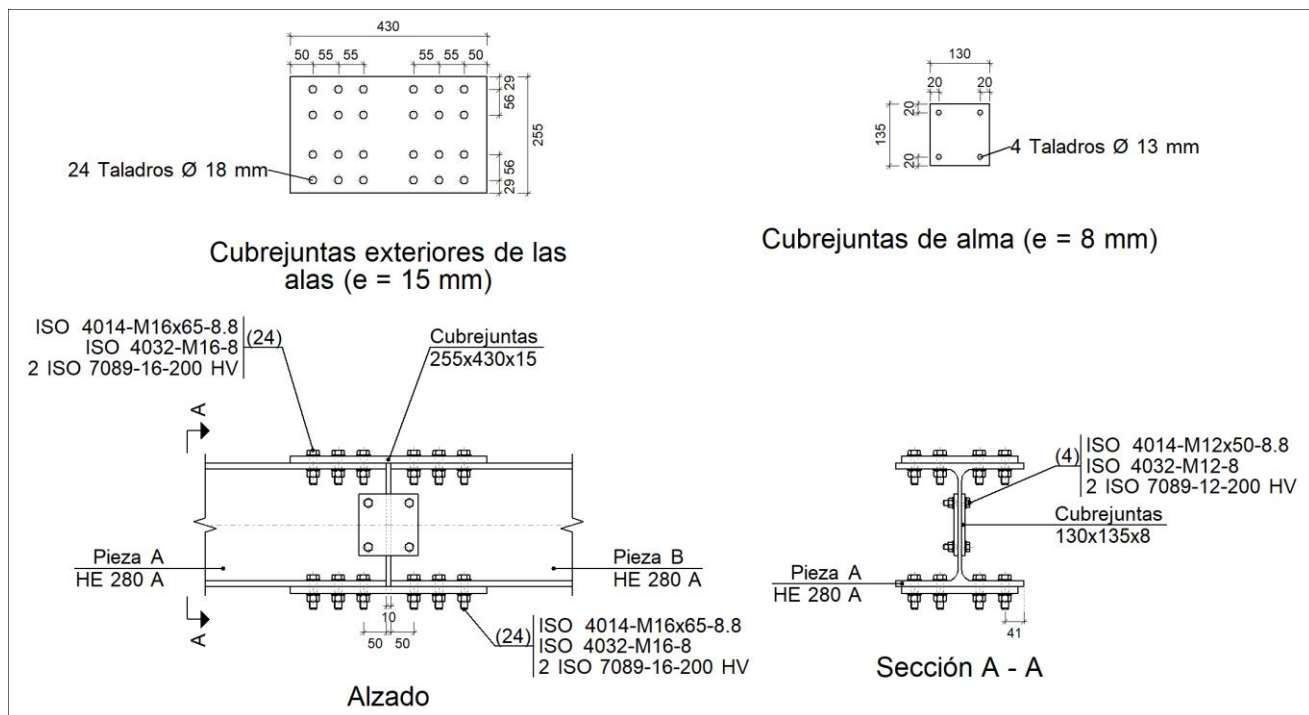 430
50 55 55 55 55 50
29
56
255
56
29
24 Taladros Ø 18 mm
Cubrejuntas exteriores de las
alas (e = 15 mm)
130
20 20
20
135
20
4 Taladros Ø 13 mm
Cubrejuntas de alma (e = 8 mm)
ISO 4014-M16x65-8.8
ISO 4032-M16-8
2 ISO 7089-16-200 HV
(24)
Cubrejuntas
255x430x15
A
Pieza A
HE 280 A
Pieza B
HE 280 A
A
10
50 50
(24)
ISO 4014-M16x65-8.8
ISO 4032-M16-8
2 ISO 7089-16-200 HV
Alzado
(4)
ISO 4014-M12x50-8.8
ISO 4032-M12-8
2 ISO 7089-12-200 HV
Cubrejuntas
130x135x8
Pieza A
HE 280 A
41
Sección A - A